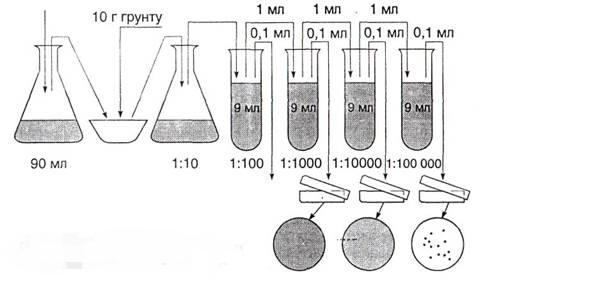 1 мл 1 мл 1 мл
10 г грунту
0,1 мл 0,1 мл 0,1 мл 0,1 мл
9 мл 9 мл 9 мл 9 мл
90 мл 1:10 1:100 1:1000 1:10000 1:100 000